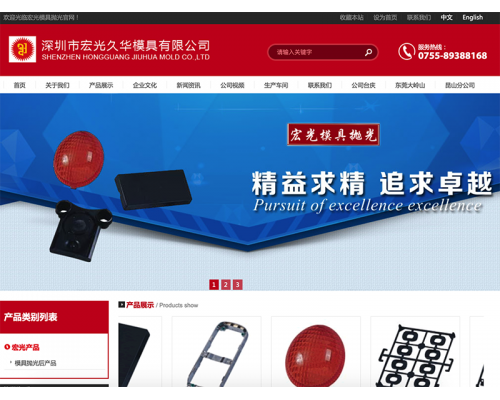 欢迎光临宏光模具抛光官网！
收藏本站 设为首页 联系我们 中文 English
深圳市宏光久华模具有限公司
SHENZHEN HONGGUANG JIUHUA MOLD CO.,LTD
请输入关键字
服务热线：
0755-89388168
首页 关于我们 产品展示 企业文化 新闻资讯 公司视频 生产车间 联系我们 公司台庆 东莞大岭山 昆山分公司
宏光模具抛光
精益求精 追求卓越
Pursuit of excellence excellence
1 2 3
产品类别列表
产品展示 / Products show
宏光产品
模具抛光后产品